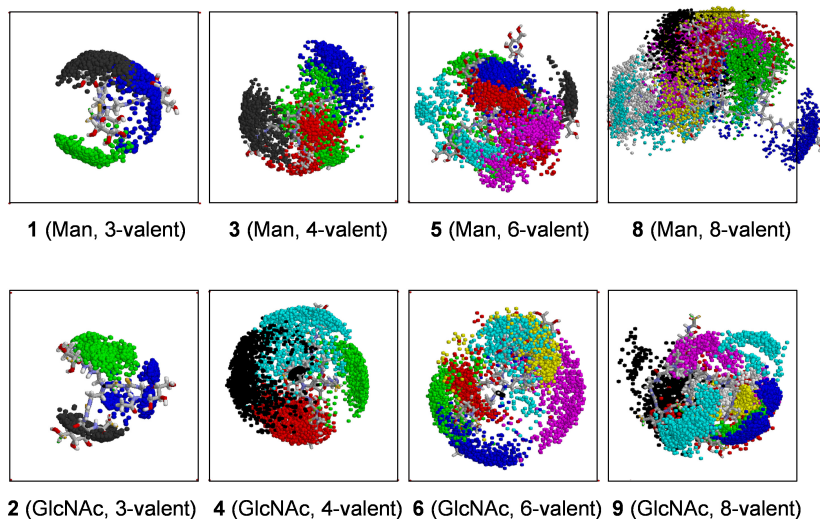 1 (Man, 3-valent) 3 (Man, 4-valent) 5 (Man, 6-valent) 8 (Man, 8-valent)
2 (GlcNAc, 3-valent) 4 (GlcNAc, 4-valent) 6 (GlcNAc, 6-valent) 9 (GlcNAc, 8-valent)